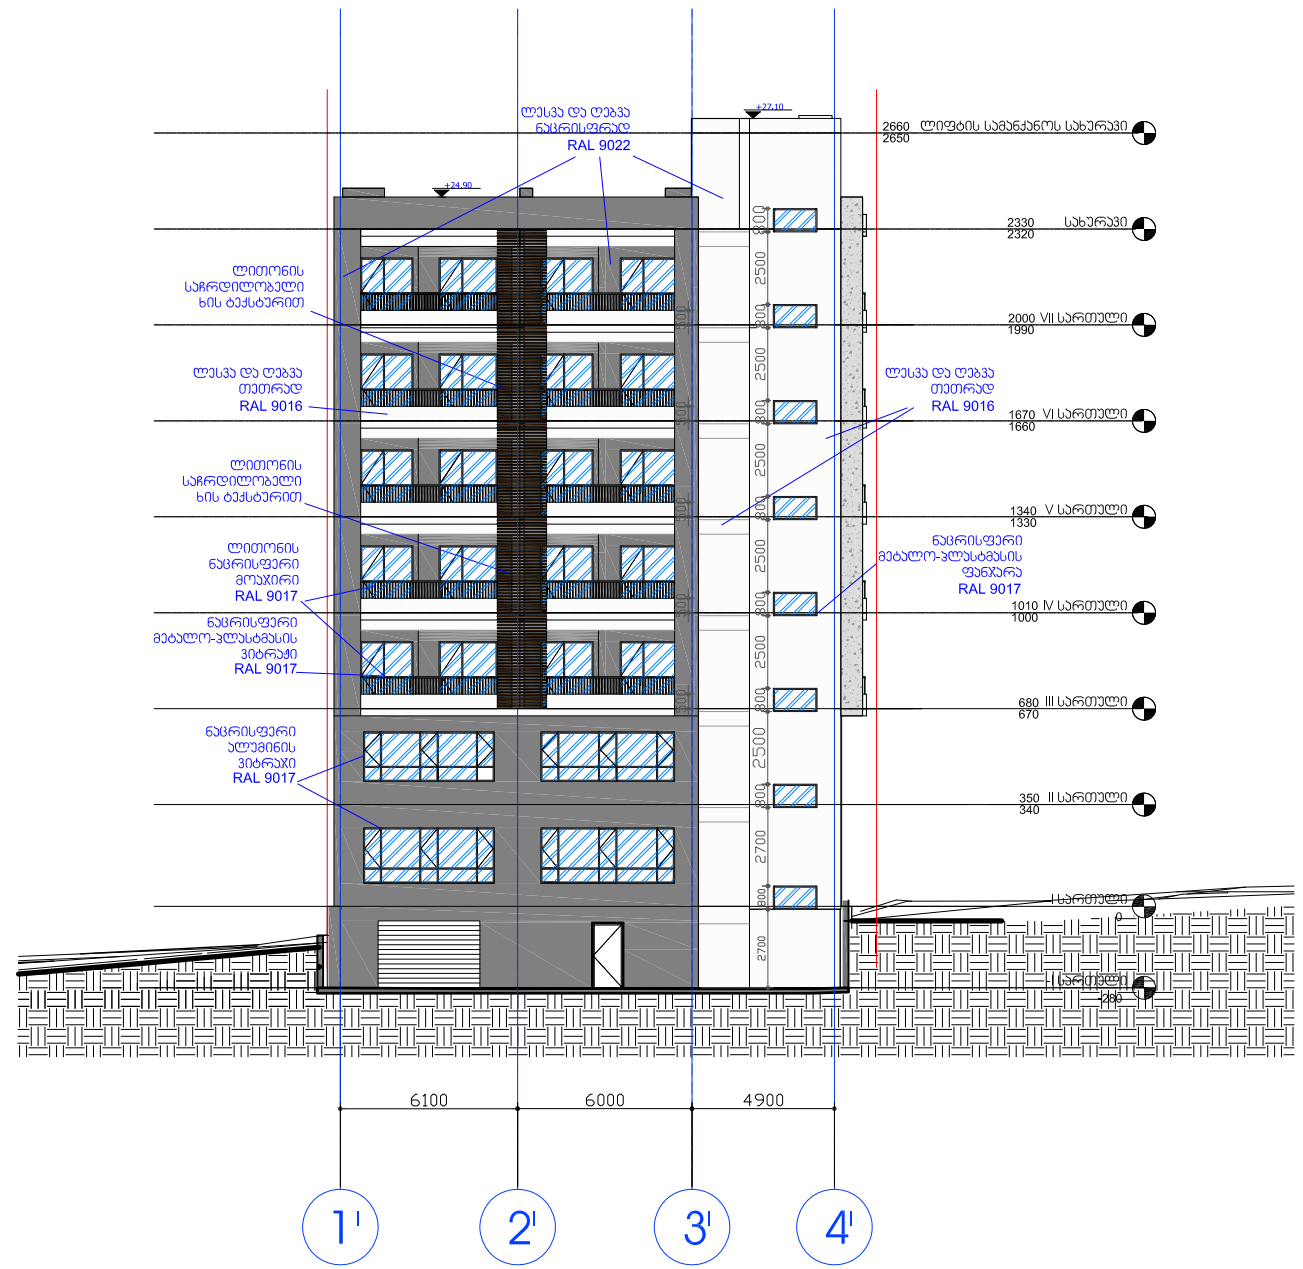 +27.10
ლესვა და ღებვა
ნაცრისფრად
RAL 9022
2660 ლიფტის სამანქანოს სახურავი
2650
+24.90
2330 სახურავი
2320
800
2500
ლითონის
საჩრდილობელი
ხის ტექსტურით
2000 VII სართული
1990
800
2500
ლესვა და ღებვა
თეთრად
RAL 9016
ლესვა და ღებვა
თეთრად
RAL 9016
1670 VI სართული
1660
800
2500
ლითონის
საჩრდილობელი
ხის ტექსტურით
1340 V სართული
1330
800
2500
ლითონის
ნაცრისფერი
მოაჯირი
RAL 9017
ნაცრისფერი
მეტალო-პლასტმასის
ფანჯარა
RAL 9017
1010 IV სართული
1000
800
2500
ნაცრისფერი
მეტალო-პლასტმასის
ვიტრაჟი
RAL 9017
680 III სართული
670
800
2500
ნაცრისფერი
ალუმინის
ვიტრაჟი
RAL 9017
350 II სართული
340
800
2700
I სართული
0
800
2700
-I სართული
-280
6100 6000 4900
1' 2' 3' 4'